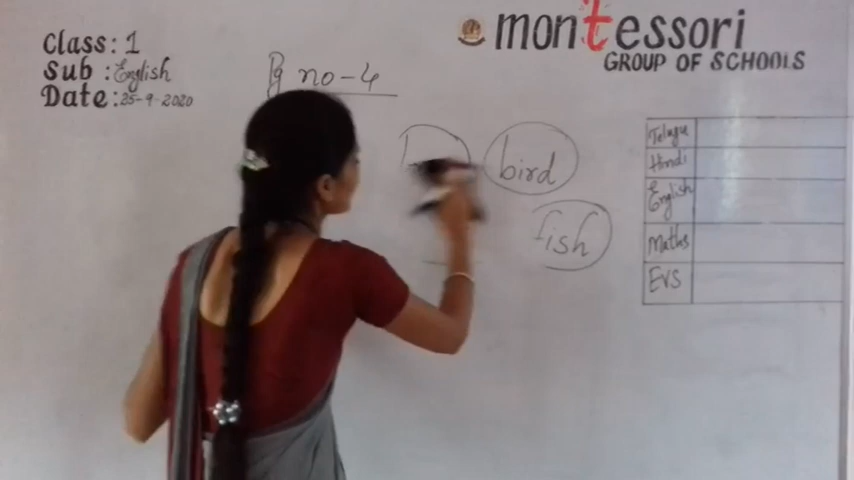 Class: 1
Sub : English
Date: 25-9-2020
Pg no-4
montessori
GROUP OF SCHOOLS
bird
fish
Telugu
Hindi
English
Maths
EVS